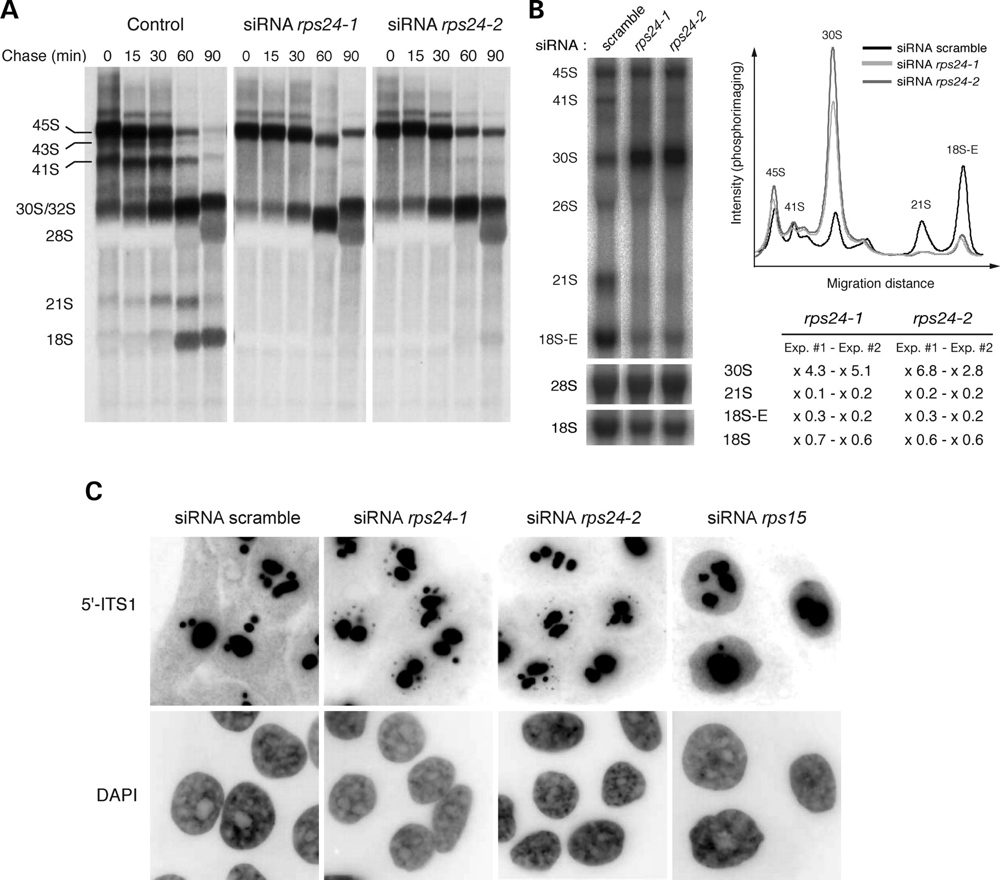 A
Control
siRNA rps24-1
siRNA rps24-2
Chase (min)
0 15 30 60 90
0 15 30 60 90
0 15 30 60 90
45S
43S
41S
30S/32S
28S
21S
18S
B
siRNA :
scramble
rps24-1
rps24-2
45S
41S
30S
26S
21S
18S-E
28S
18S
Intensity (phosphorimaging)
45S
41S
30S
21S
18S-E
siRNA scramble
siRNA rps24-1
siRNA rps24-2
Migration distance
rps24-1 rps24-2
Exp. #1 - Exp. #2 Exp. #1 - Exp. #2
30S x 4.3 - x 5.1 x 6.8 - x 2.8
21S x 0.1 - x 0.2 x 0.2 - x 0.2
18S-E x 0.3 - x 0.2 x 0.3 - x 0.2
18S x 0.7 - x 0.6 x 0.6 - x 0.6
C
siRNA scramble
siRNA rps24-1
siRNA rps24-2
siRNA rps15
5'-ITS1
DAPI